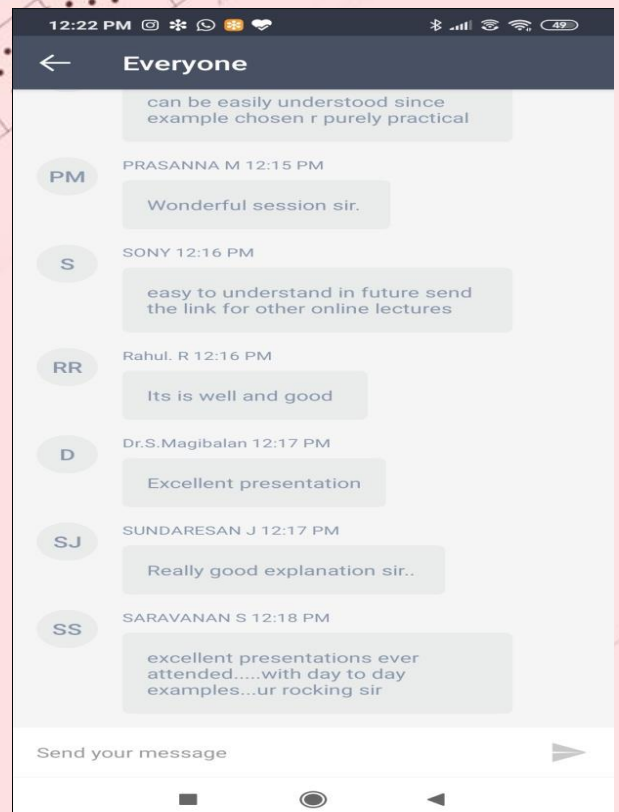 12:22 PM
49
Everyone
can be easily understood since
example chosen r purely practical
PM
PRASANNA M 12:15 PM
Wonderful session sir.
S
SONY 12:16 PM
easy to understand in future send
the link for other online lectures
RR
Rahul. R 12:16 PM
Its is well and good
D
Dr.S.Magibalan 12:17 PM
Excellent presentation
SJ
SUNDARESAN J 12:17 PM
Really good explanation sir..
SS
SARAVANAN S 12:18 PM
excellent presentations ever
attended.....with day to day
examples...ur rocking sir
Send your message